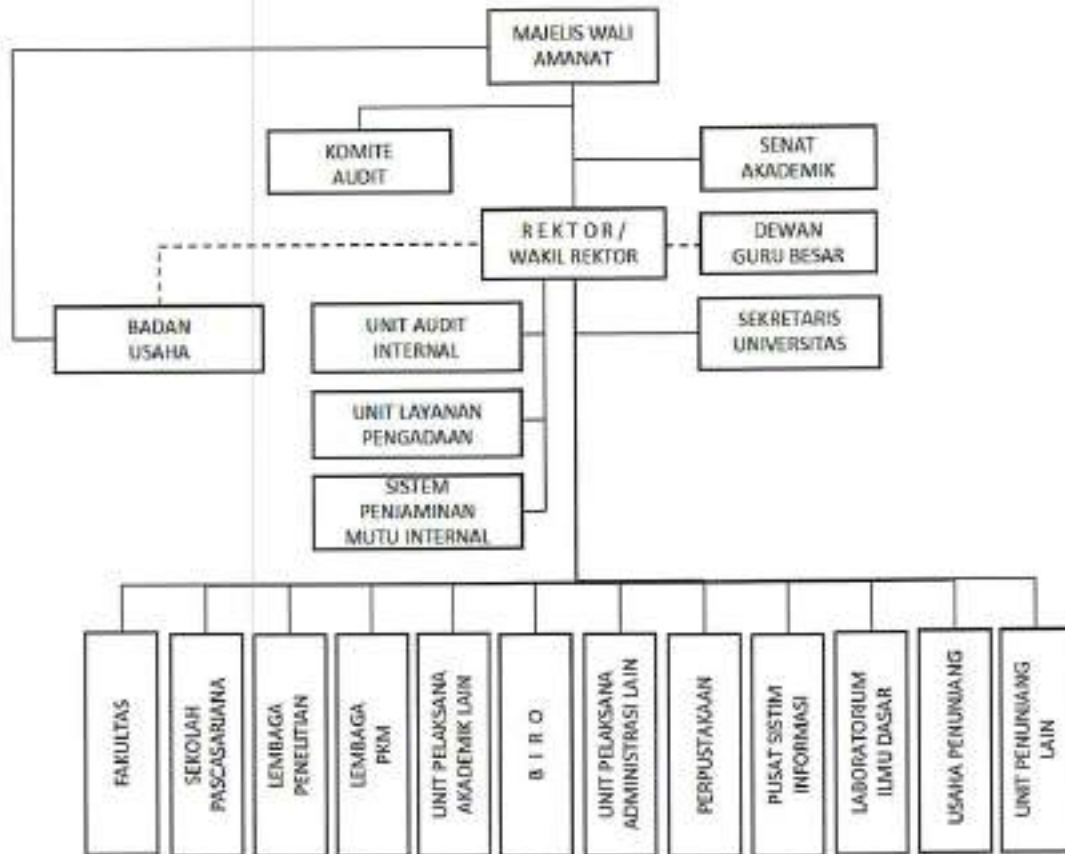 MAJELIS WALI
AMANAT
KOMITE
AUDIT
SENAT
AKADEMIK
R E K T O R /
WAKIL REKTOR
DEWAN
GURU BESAR
BADAN
USAHA
UNIT AUDIT
INTERNAL
SEKRETARIS
UNIVERSITAS
UNIT LAYANAN
PENGADAAN
SISTEM
PENJAMINAN
MUTU INTERNAL
FAKULTAS
SEKOLAH
PASCASARJANA
LEMBAGA
PENELITIAN
LEMBAGA
PKM
UNIT PELAKSANA
AKADEMIK LAIN
B I R O
UNIT PELAKSANA
ADMINISTRASI LAIN
PERPUSTAKAAN
PUSAT SISTIM
INFORMASI
LABORATORIUM
ILMU DASAR
USAHA PENUNJANG
UNIT PENUNJANG
LAIN